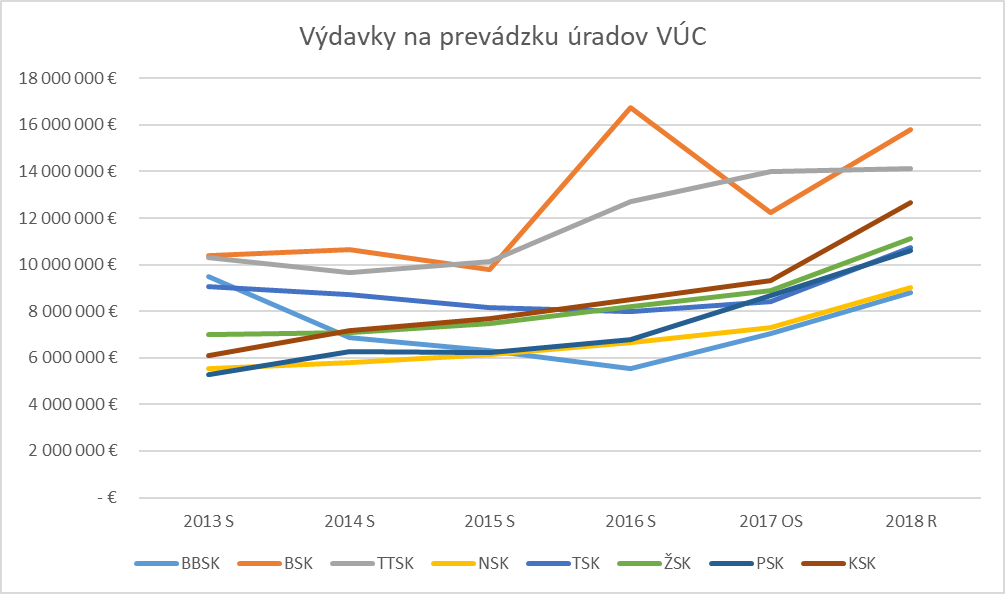 Výdavky na prevádzku úradov VÚC
18 000 000 €
16 000 000 €
14 000 000 €
12 000 000 €
10 000 000 €
8 000 000 €
6 000 000 €
4 000 000 €
2 000 000 €
- €
2013 S 2014 S 2015 S 2016 S 2017 OS 2018 R
BBSK BSK TTSK NSK TSK ŽSK PSK KSK